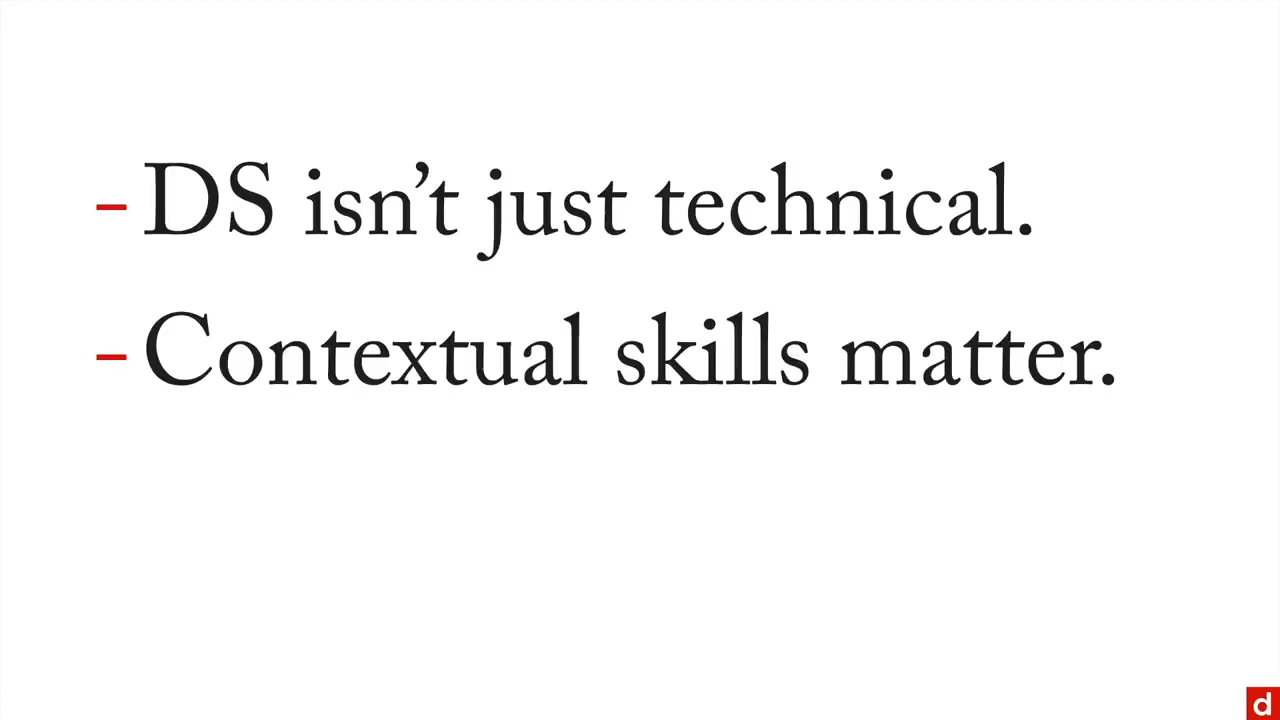 – DS isn’t just technical.
– Contextual skills matter.
d